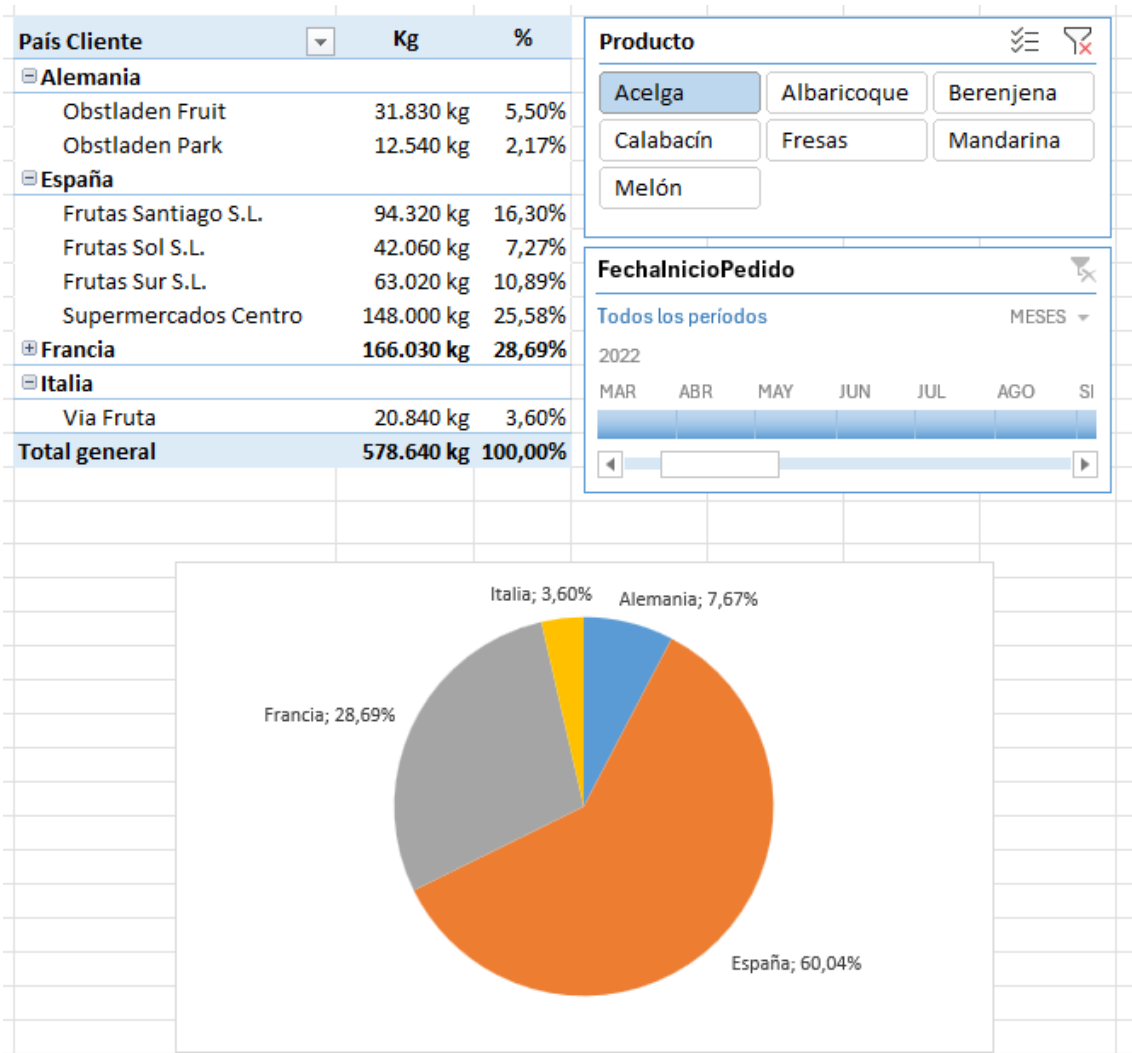 País Cliente Kg %
Alemania
Obstladen Fruit 31.830 kg 5,50%
Obstladen Park 12.540 kg 2,17%
España
Frutas Santiago S.L. 94.320 kg 16,30%
Frutas Sol S.L. 42.060 kg 7,27%
Frutas Sur S.L. 63.020 kg 10,89%
Supermercados Centro 148.000 kg 25,58%
Francia 166.030 kg 28,69%
Italia
Via Fruta 20.840 kg 3,60%
Total general 578.640 kg 100,00%
Producto
Acelga Albaricoque Berenjena
Calabacín Fresas Mandarina
Melón
FechaInicioPedido
Todos los períodos MESES
2022
MAR ABR MAY JUN JUL AGO SI
Italia; 3,60% Alemania; 7,67%
Francia; 28,69%
España; 60,04%